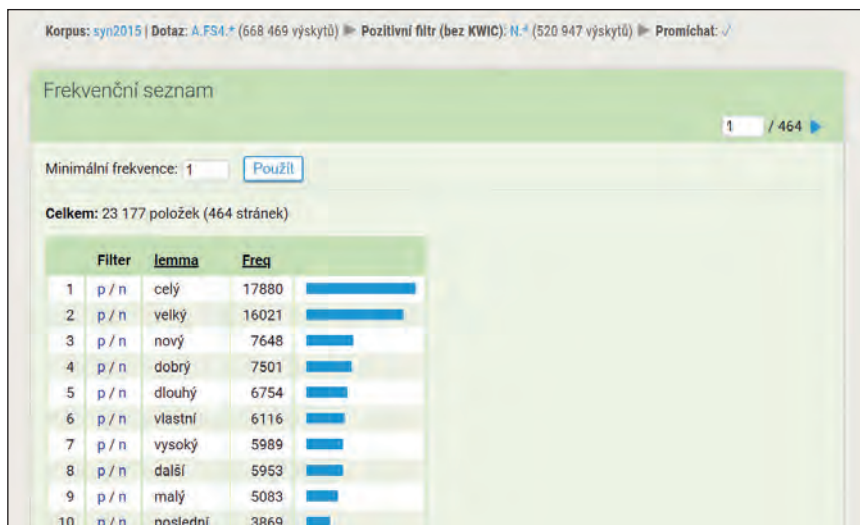 Korpus: syn2015 | Dotaz: A.FS4.* (668 469 výskytů) ▶ Pozitivní filtr (bez KWIC): N.* (520 947 výskytů) ▶ Promíchat: ✓
Frekvenční seznam
1 / 464
Minimální frekvence: 1 Použít
Celkem: 23 177 položek (464 stránek)
Filter lemma Freq
1 p / n celý 17880
2 p / n velký 16021
3 p / n nový 7648
4 p / n dobrý 7501
5 p / n dlouhý 6754
6 p / n vlastní 6116
7 p / n vysoký 5989
8 p / n další 5953
9 p / n malý 5083
10 p / n poslední 3869